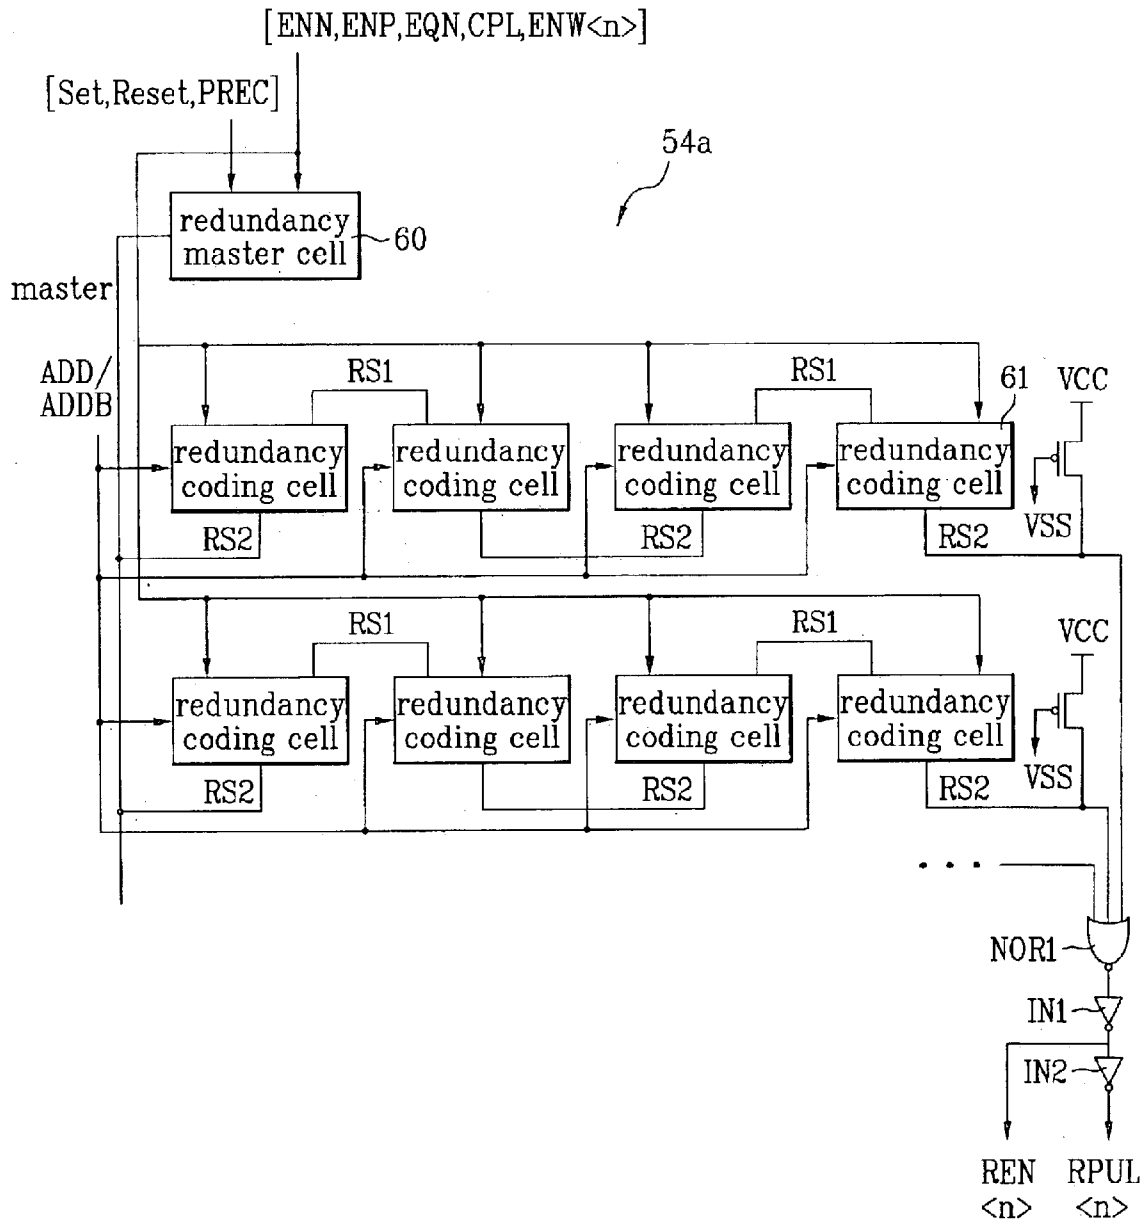 [ENN,ENP,EQN,CPL,ENW<n>]
[Set,Reset,PREC]
54a
redundancy
master cell
60
master
ADD/
ADDB
RS1
RS1
61
VCC
redundancy
coding cell
redundancy
coding cell
redundancy
coding cell
redundancy
coding cell
VSS
RS2
RS2
RS2
RS1
RS1
VCC
redundancy
coding cell
redundancy
coding cell
redundancy
coding cell
redundancy
coding cell
VSS
RS2
RS2
RS2
NOR1
IN1
IN2
REN
<n>
RPUL
<n>